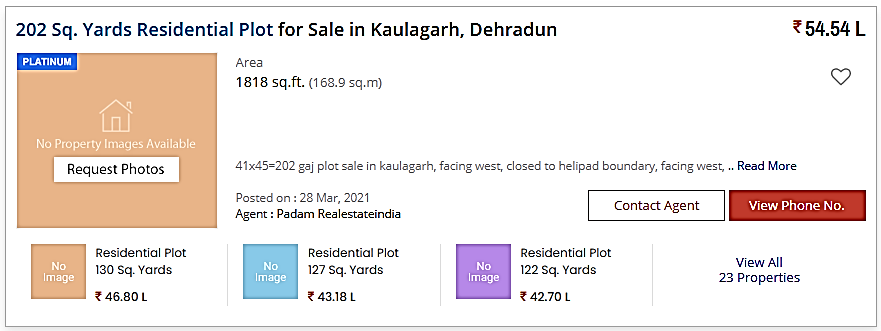 202 Sq. Yards Residential Plot for Sale in Kaulagarh, Dehradun
₹ 54.54 L
PLATINUM
No Property Images Available
Request Photos
Area
1818 sq.ft. (168.9 sq.m)
41x45=202 gaj plot sale in kaulagarh, facing west, closed to helipad boundary, facing west, .. Read More
Posted on : 28 Mar, 2021
Agent : Padam Realestateindia
Contact Agent
View Phone No.
No
Image
Residential Plot
130 Sq. Yards
₹ 46.80 L
No
Image
Residential Plot
127 Sq. Yards
₹ 43.18 L
No
Image
Residential Plot
122 Sq. Yards
₹ 42.70 L
View All
23 Properties